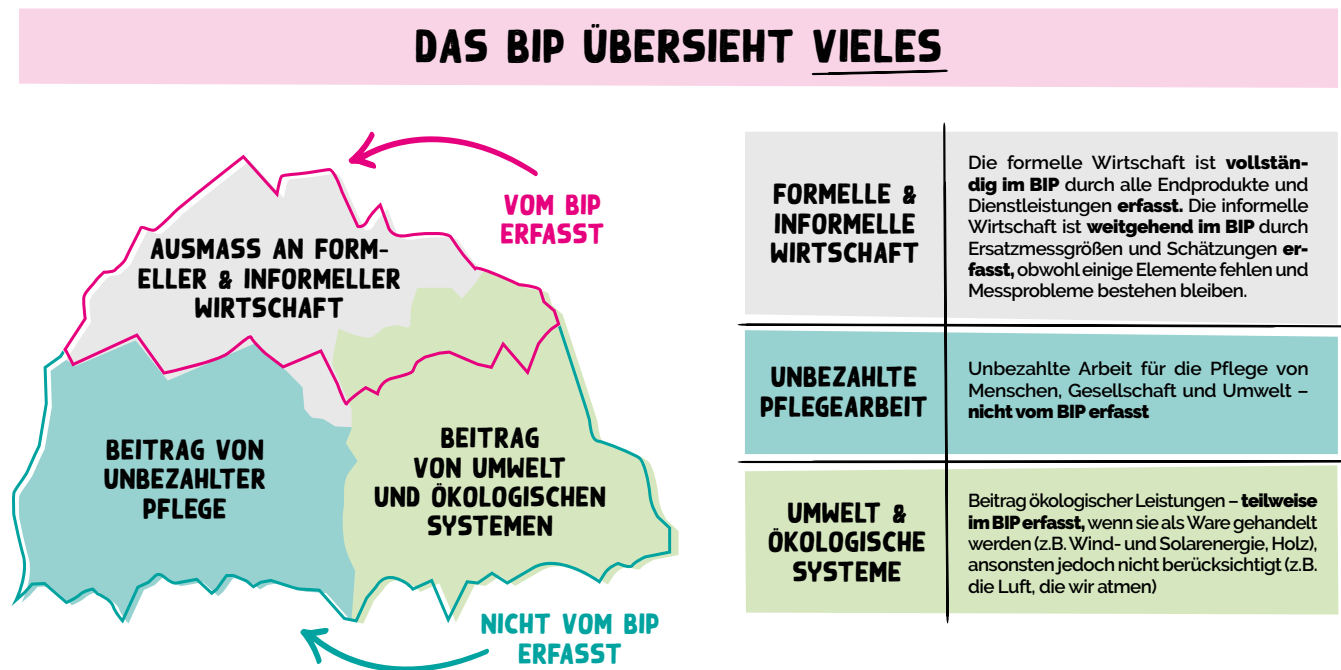 DAS BIP ÜBERSIEHT VIELES
VOM BIP
ERFASST
AUSMASS AN FORM-
ELLER & INFORMELLER
WIRTSCHAFT
BEITRAG VON
UNBEZAHLTER
PFLEGE
BEITRAG
VON UMWELT
UND ÖKOLOGISCHEN
SYSTEMEN
NICHT VOM BIP
ERFASST
FORMELLE &
INFORMELLE
WIRTSCHAFT
Die formelle Wirtschaft ist vollstän-
dig im BIP durch alle Endprodukte und
Dienstleistungen erfasst. Die informelle
Wirtschaft ist weitgehend im BIP durch
Ersatzmessgrößen und Schätzungen er-
fasst, obwohl einige Elemente fehlen und
Messprobleme bestehen bleiben.
UNBEZAHLTE
PFLEGEARBEIT
Unbezahlte Arbeit für die Pflege von
Menschen, Gesellschaft und Umwelt –
nicht vom BIP erfasst
UMWELT &
ÖKOLOGISCHE
SYSTEME
Beitrag ökologischer Leistungen – teilweise
im BIP erfasst, wenn sie als Ware gehandelt
werden (z.B. Wind- und Solarenergie, Holz),
ansonsten jedoch nicht berücksichtigt (z.B.
die Luft, die wir atmen)